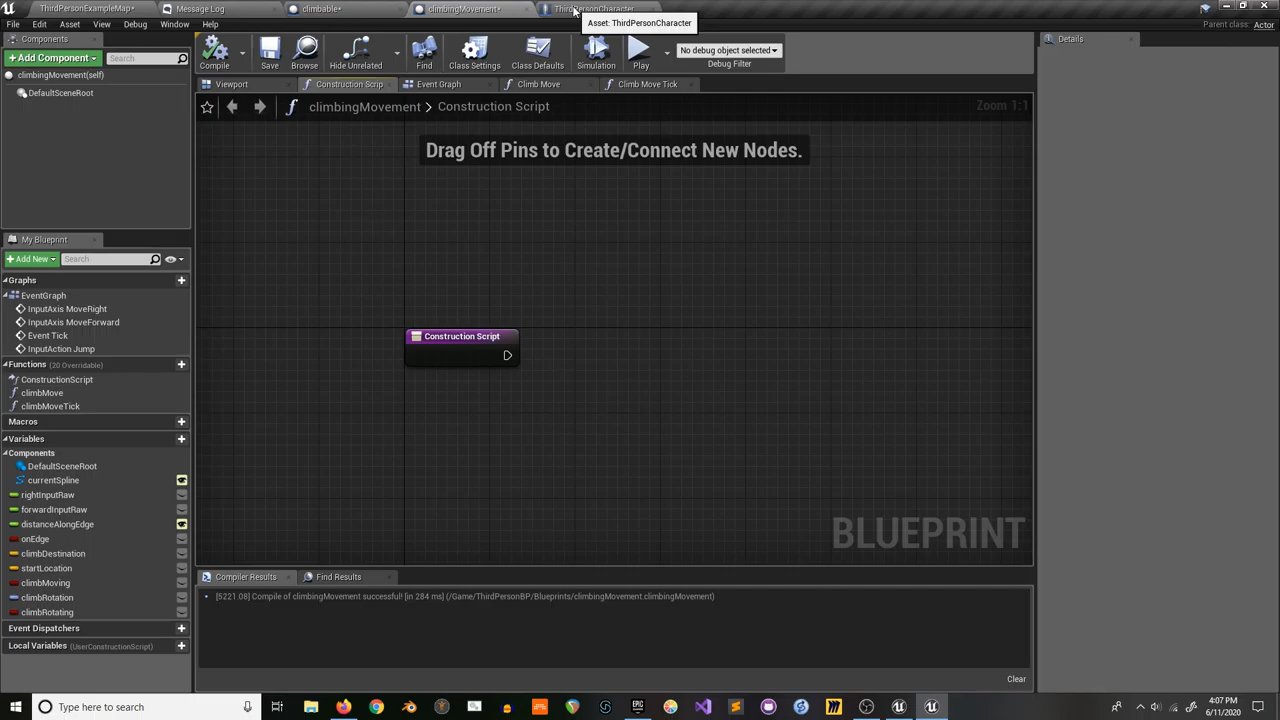 ThirdPersonExampleMap*
Message Log
climbable*
climbingMovement*
ThirdPersonCharacter
File
Edit
Asset
View
Debug
Window
Help
Asset: ThirdPersonCharacter
Parent class: Actor
Components
+ Add Component
Search
climbingMovement(self)
DefaultSceneRoot
Compile
Save
Browse
Hide Unrelated
Find
Class Settings
Class Defaults
Simulation
Play
No debug object selected
Debug Filter
Details
Viewport
Construction Scrip
Event Graph
Climb Move
Climb Move Tick
climbingMovement > Construction Script
Zoom 1:1
Drag Off Pins to Create/Connect New Nodes.
Construction Script
BLUEPRINT
My Blueprint
+ Add New
Search
Graphs
EventGraph
InputAxis MoveRight
InputAxis MoveForward
Event Tick
InputAction Jump
Functions (20 Overridable)
ConstructionScript
climbMove
climbMoveTick
Macros
Variables
Components
DefaultSceneRoot
currentSpline
rightInputRaw
forwardInputRaw
distanceAlongEdge
onEdge
climbDestination
startLocation
climbMoving
climbRotation
climbRotating
Event Dispatchers
Local Variables (UserConstructionScript)
Compiler Results
Find Results
[5221.08] Compile of climbingMovement successful! [in 284 ms] (/Game/ThirdPersonBP/Blueprints/climbingMovement.climbingMovement)
Clear
Type here to search
4:07 PM
6/11/2020